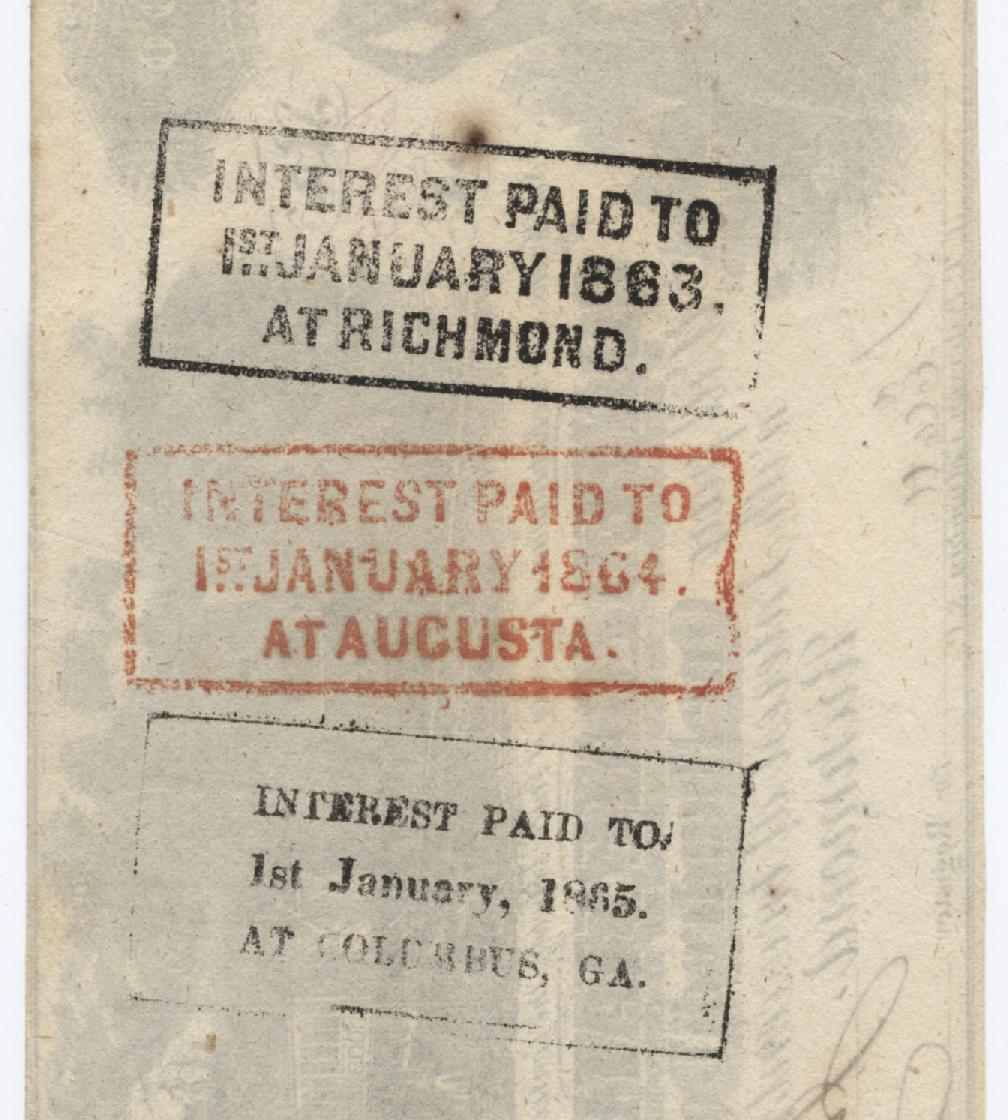 INTEREST PAID TO
1ST JANUARY 1863.
AT RICHMOND.
INTEREST PAID TO
1ST JANUARY 1864.
AT AUGUSTA.
INTEREST PAID TO
1st January, 1865.
AT COLUMBUS, GA.